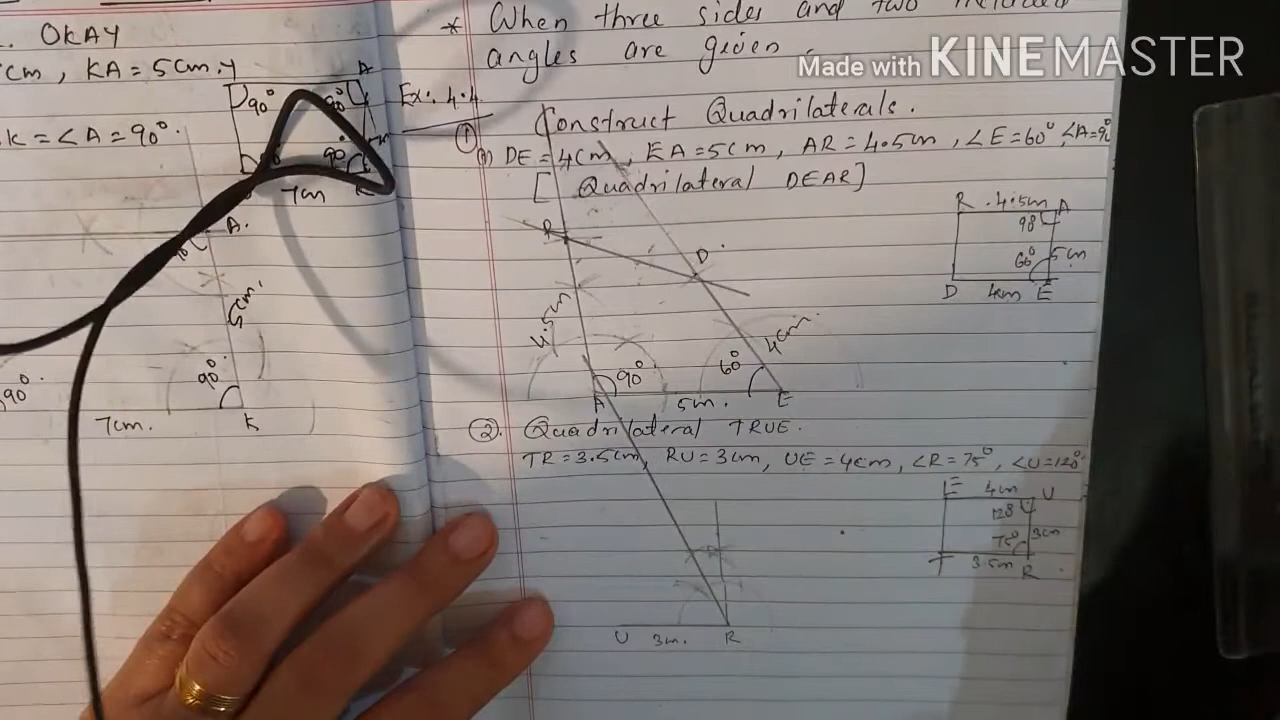 OKAY
cm, KA = 5cm, Y
K = ∠A = 90°.
90°
90°
7cm
A.
5cm.
90°
90°.
7cm.
K
* When three sides and two included
angles are given.
Made with KINEMASTER
Ex: 4.4
Construct Quadrilaterals.
① (i) DE = 4cm, EA = 5cm, AR = 4.5cm, ∠E = 60°, ∠A = 90°
[Quadrilateral DEAR]
R 4.5cm A
90°
60° 5cm
D 4cm E
R
D
4.5cm
4cm.
90°
60°
A 5cm. E
②. Quadrilateral TRUE.
TR = 3.5cm, RU = 3cm, UE = 4cm, ∠R = 75°, ∠U = 120°
E 4cm U
120
75° 3cm
T 3.5cm R
U 3cm. R